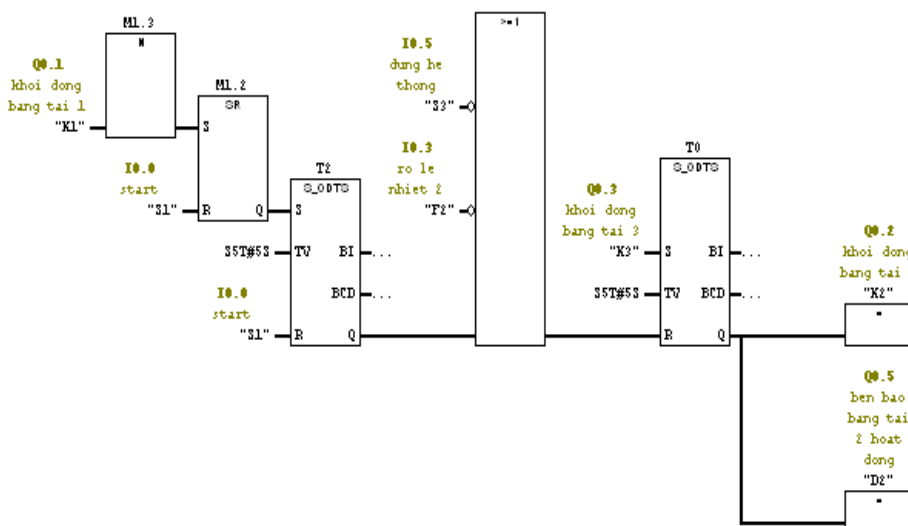 M1.3
N
Q0.1
khoi dong
bang tai 1
"K1"
M1.2
SR
S
I0.0
start
"S1"
R
Q
T2
S_ODTS
S
S5T#5S
TW
BI
...
BCD
...
I0.0
start
"S1"
R
Q
>=1
I0.5
dung he
thong
"S3"
I0.3
ro le
nhiet 2
"F2"
T0
S_ODTS
Q0.3
khoi dong
bang tai 3
"K3"
S
BI
...
S5T#5S
TW
BCD
...
R
Q
Q0.2
khoi dong
bang tai
"K2"
=
Q0.5
ben bao
bang tai
2 hoat
dong
"D2"
=